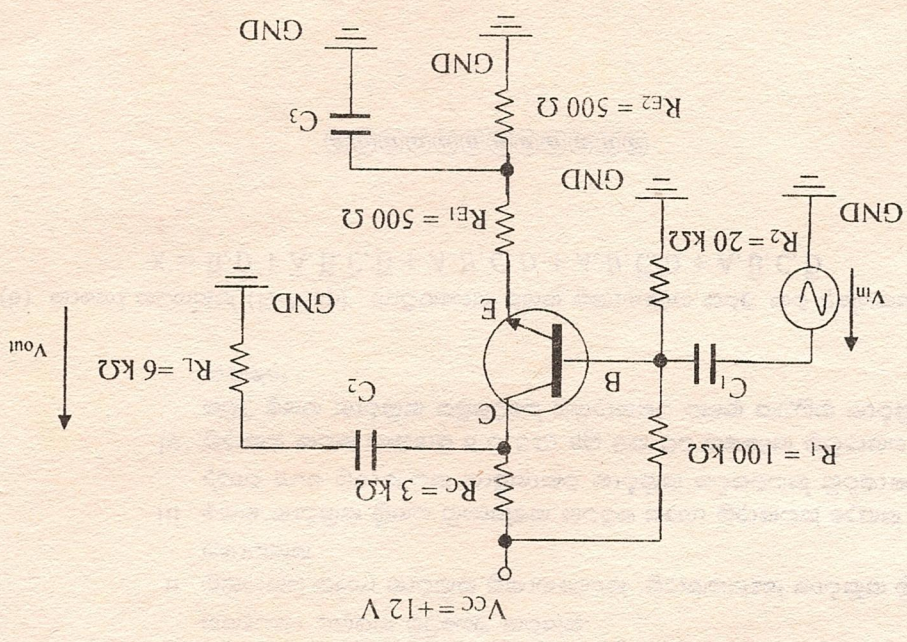 V_CC = +12 V
R_C = 3 kΩ
R_1 = 100 kΩ
C
C_2
B
C_1
R_L = 6 kΩ
V_out
E
GND
V_in
R_2 = 20 kΩ
R_E1 = 500 Ω
GND
GND
C_3
R_E2 = 500 Ω
GND
GND